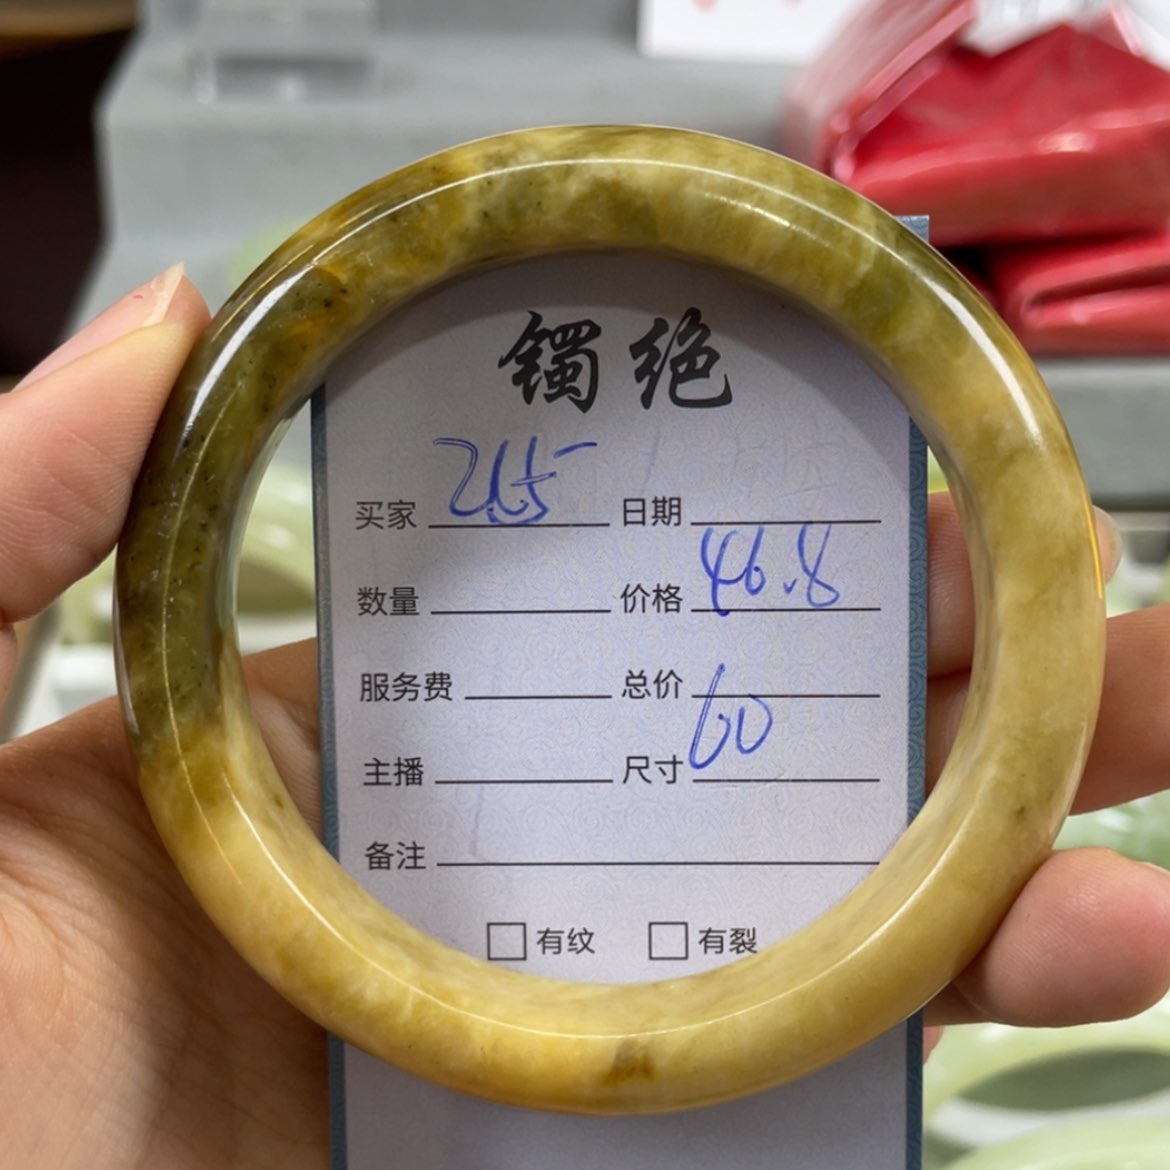 镯绝
买家 215 日期
数量 价格 46.8
服务费 总价
主播 尺寸 60
备注
有纹 有裂